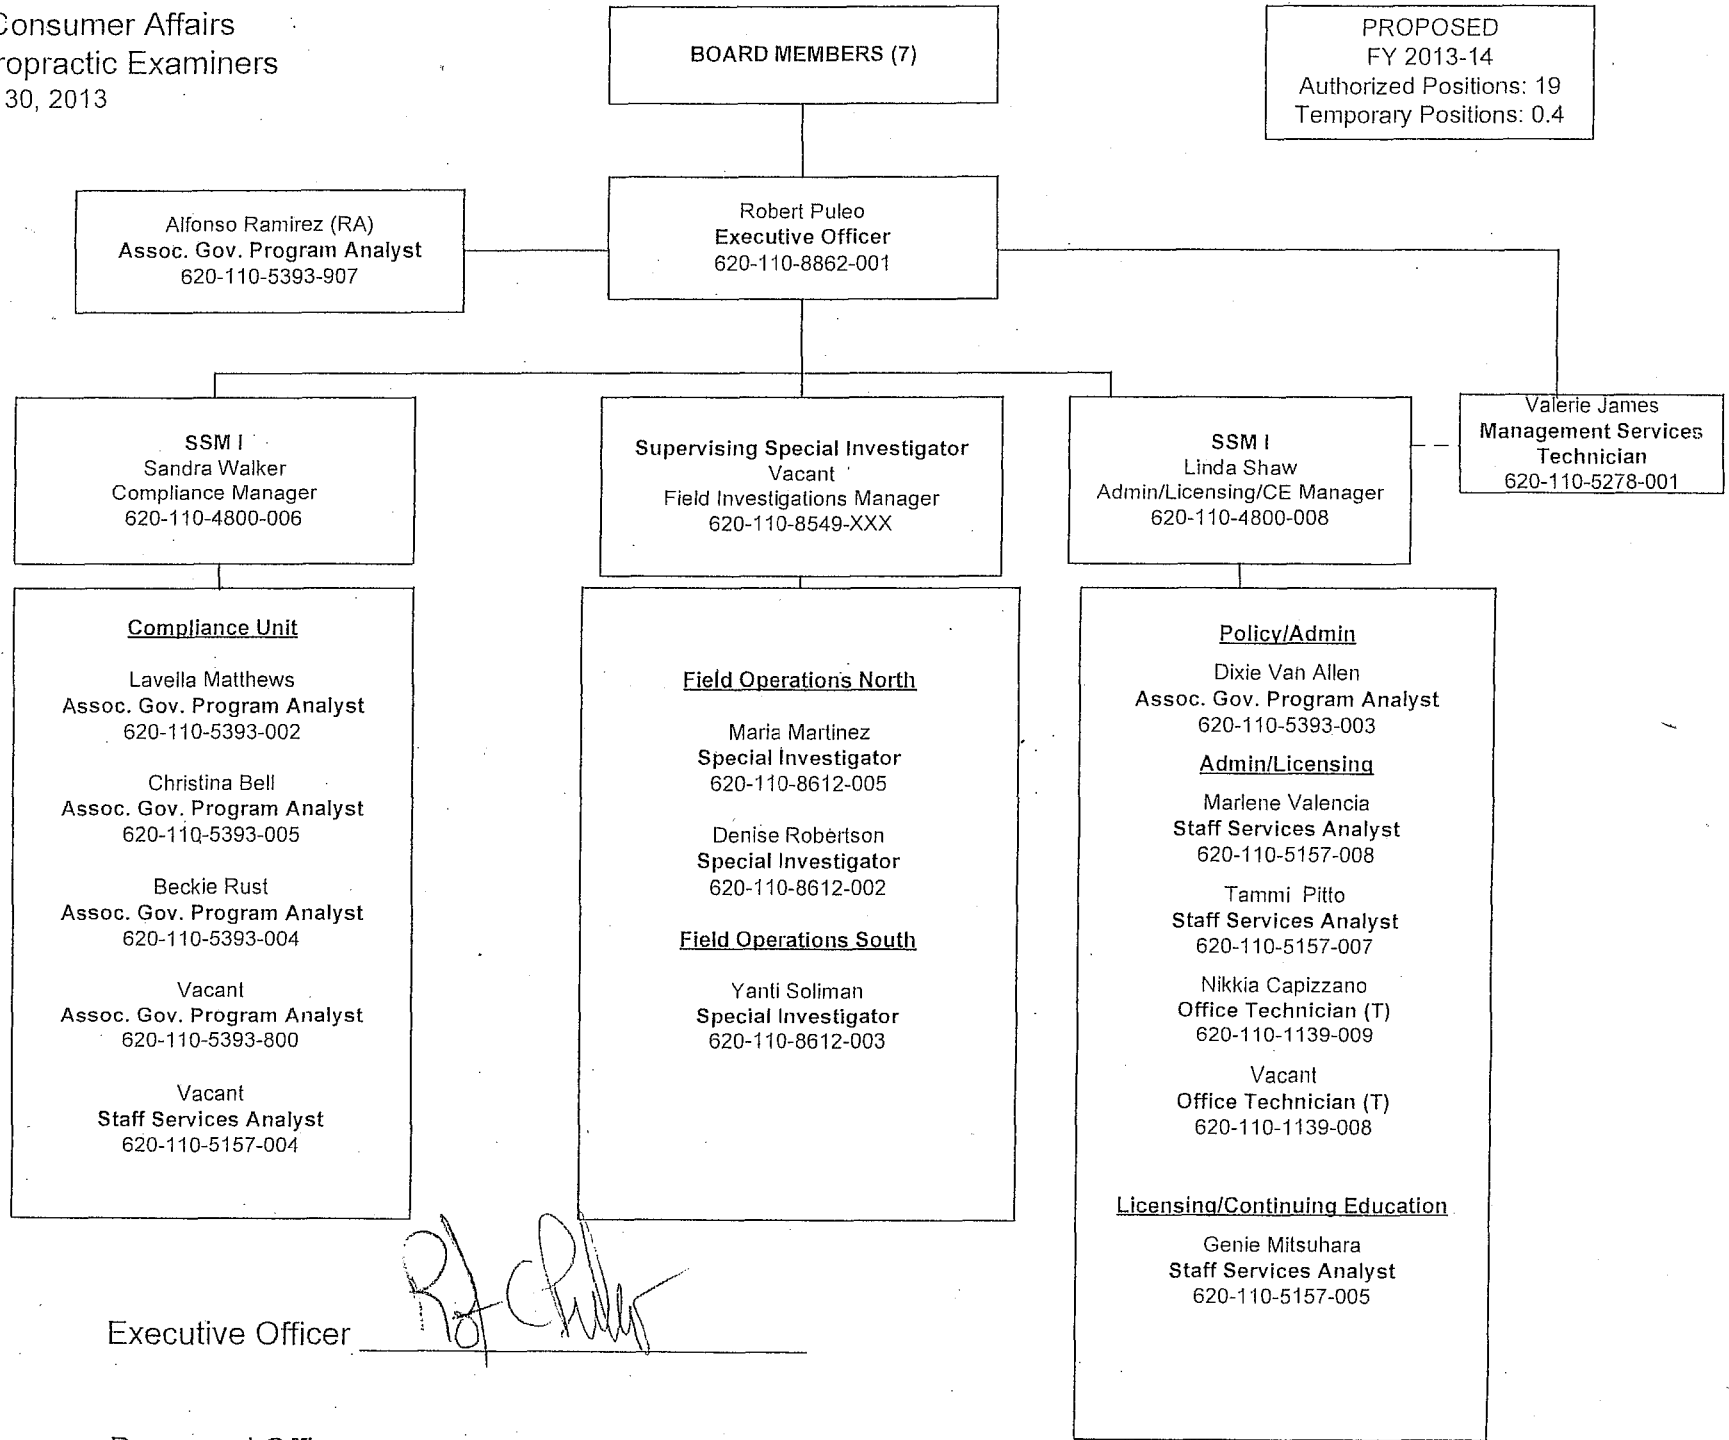 Consumer Affairs
ropractic Examiners
30, 2013
BOARD MEMBERS (7)
PROPOSED
FY 2013-14
Authorized Positions: 19
Temporary Positions: 0.4
Alfonso Ramirez (RA)
Assoc. Gov. Program Analyst
620-110-5393-907
Robert Puleo
Executive Officer
620-110-8862-001
SSM I
Sandra Walker
Compliance Manager
620-110-4800-006
Supervising Special Investigator
Vacant
Field Investigations Manager
620-110-8549-XXX
SSM I
Linda Shaw
Admin/Licensing/CE Manager
620-110-4800-008
Valerie James
Management Services
Technician
620-110-5278-001
Compliance Unit
Lavella Matthews
Assoc. Gov. Program Analyst
620-110-5393-002
Christina Bell
Assoc. Gov. Program Analyst
620-110-5393-005
Beckie Rust
Assoc. Gov. Program Analyst
620-110-5393-004
Vacant
Assoc. Gov. Program Analyst
620-110-5393-800
Vacant
Staff Services Analyst
620-110-5157-004
Field Operations North
Maria Martinez
Special Investigator
620-110-8612-005
Denise Robertson
Special Investigator
620-110-8612-002
Field Operations South
Yanti Soliman
Special Investigator
620-110-8612-003
Policy/Admin
Dixie Van Allen
Assoc. Gov. Program Analyst
620-110-5393-003
Admin/Licensing
Marlene Valencia
Staff Services Analyst
620-110-5157-008
Tammi Pitto
Staff Services Analyst
620-110-5157-007
Nikkia Capizzano
Office Technician (T)
620-110-1139-009
Vacant
Office Technician (T)
620-110-1139-008
Licensing/Continuing Education
Genie Mitsuhara
Staff Services Analyst
620-110-5157-005
Executive Officer